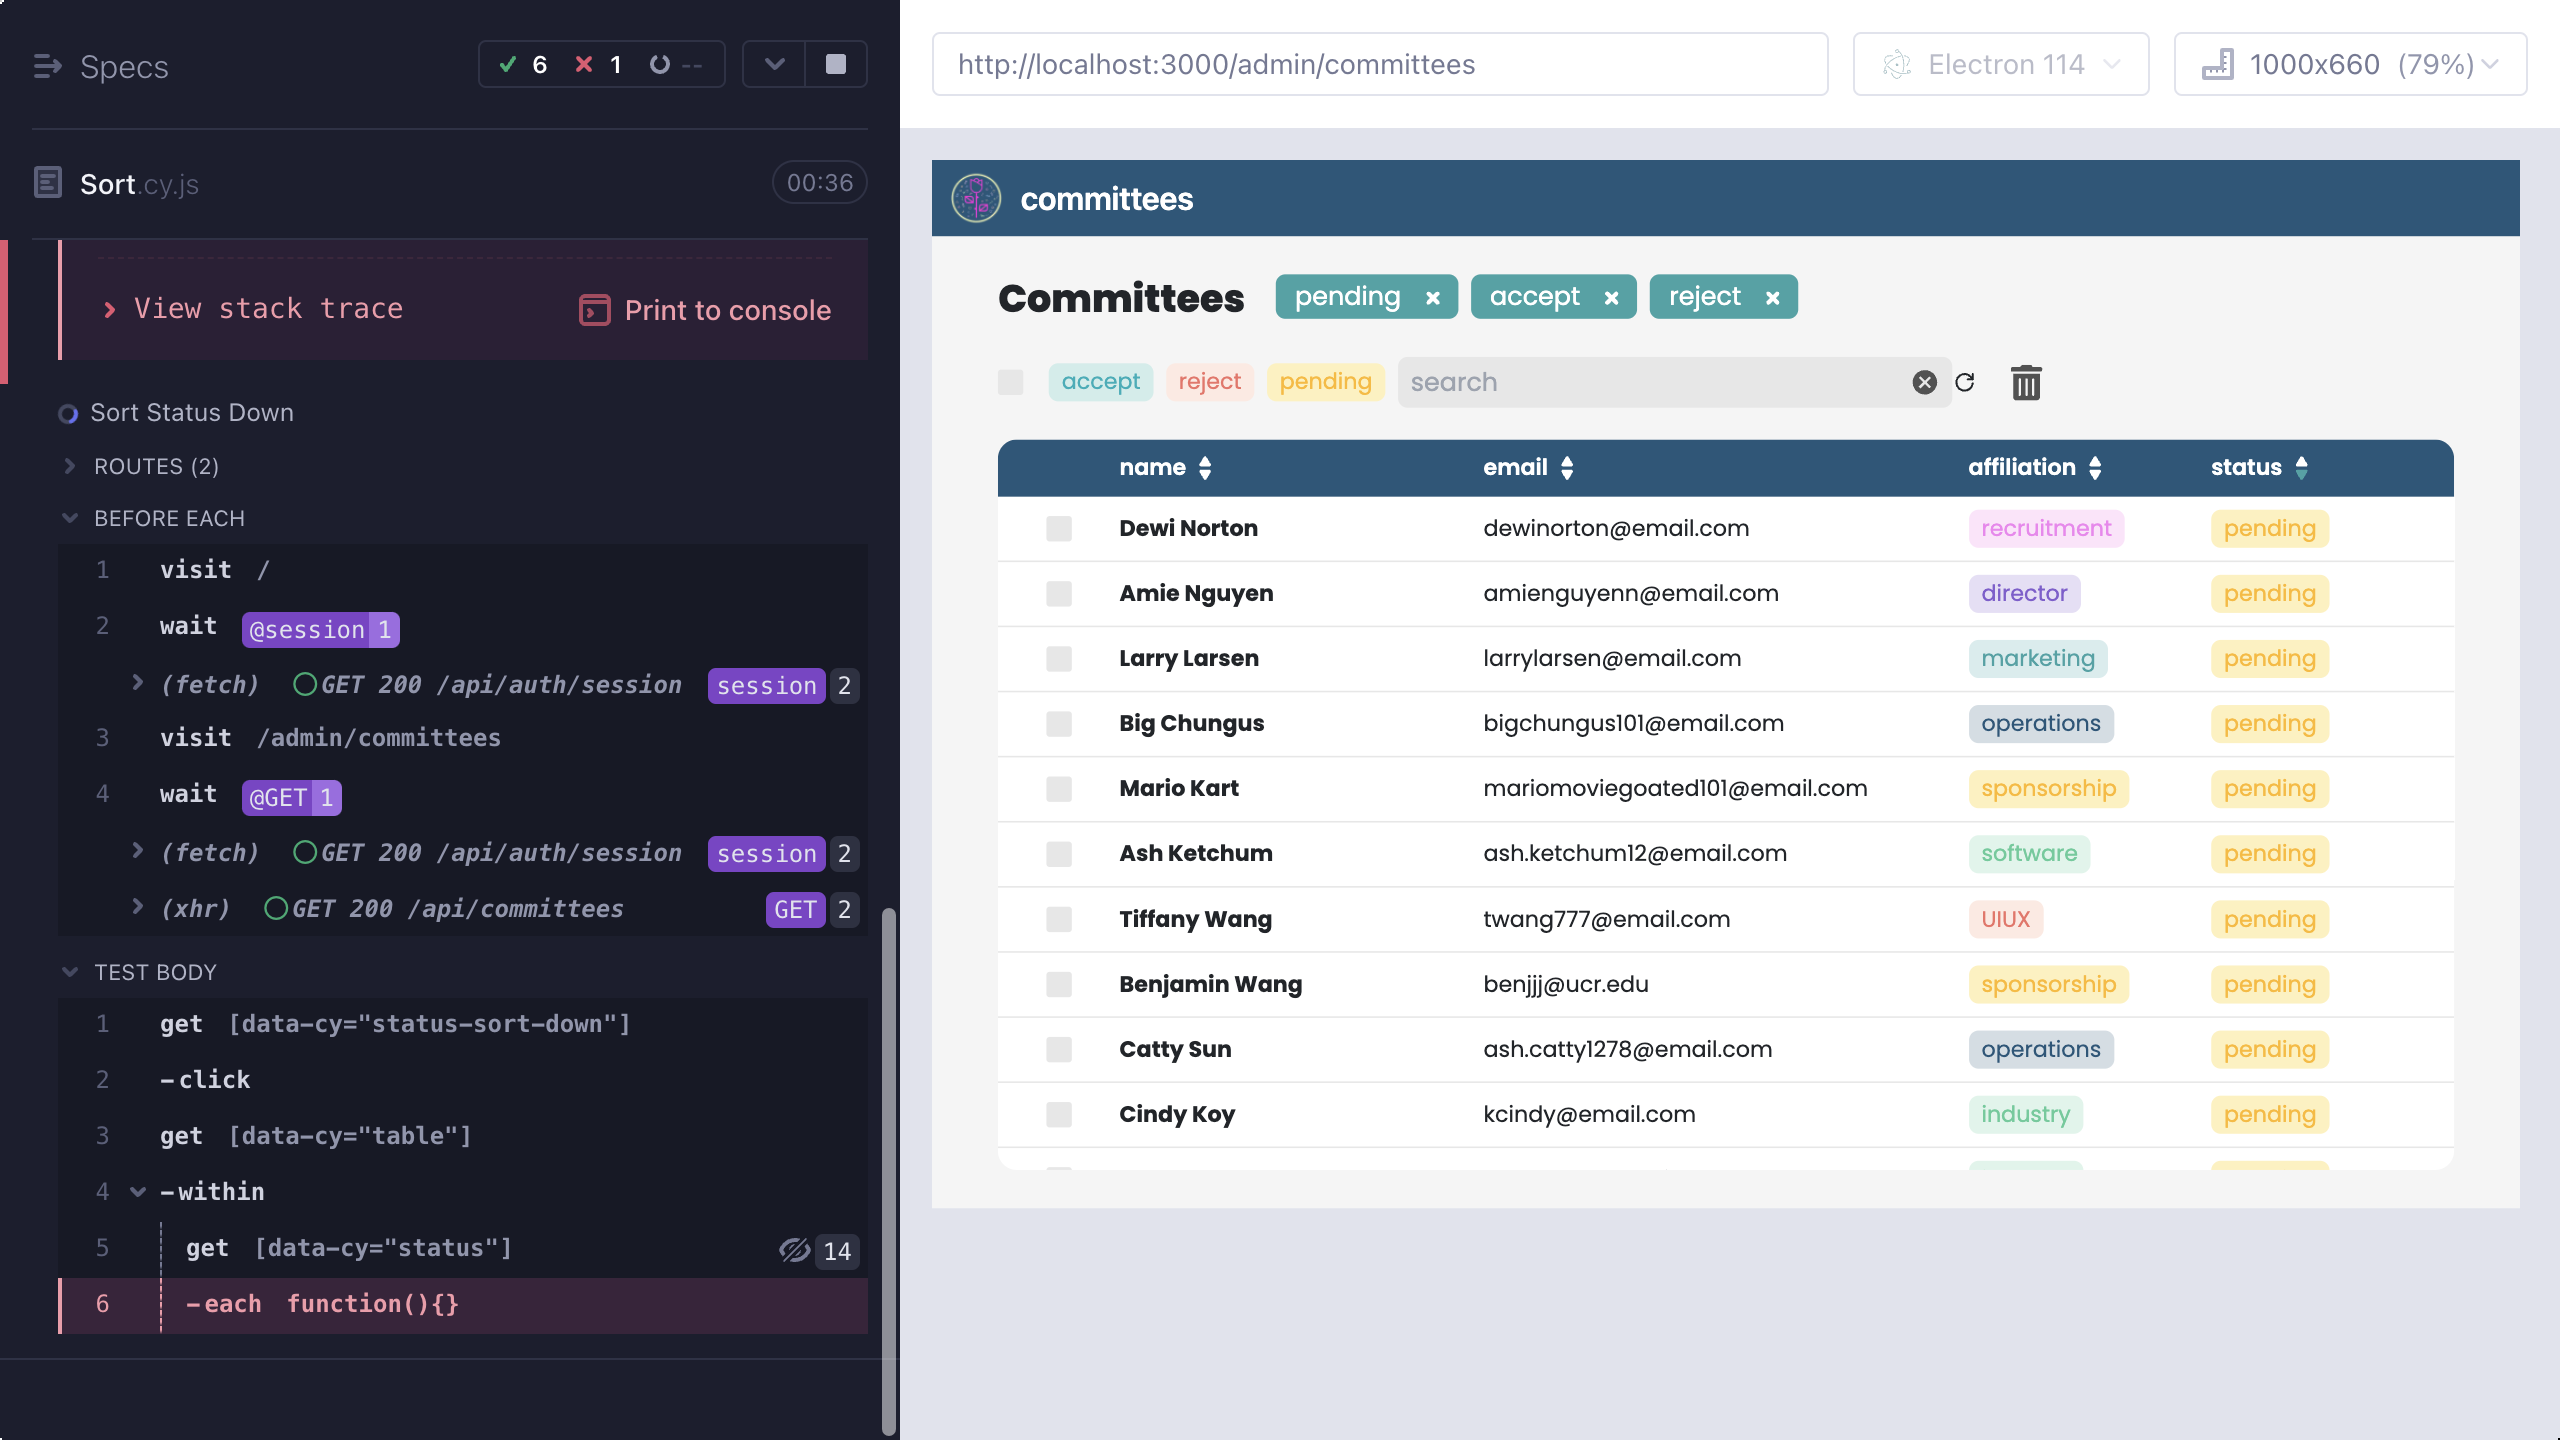 Specs
6 1 --
Sort.cy.js
00:36
View stack trace
Print to console
Sort Status Down
ROUTES (2)
BEFORE EACH
1 visit /
2 wait @session 1
(fetch) GET 200 /api/auth/session session 2
3 visit /admin/committees
4 wait @GET 1
(fetch) GET 200 /api/auth/session session 2
(xhr) GET 200 /api/committees GET 2
TEST BODY
1 get [data-cy="status-sort-down"]
2 -click
3 get [data-cy="table"]
4 -within
5 get [data-cy="status"] 14
6 -each function(){}
http://localhost:3000/admin/committees
Electron 114
1000x660 (79%)
committees
Committees pending × accept × reject ×
accept reject pending search
name email affiliation status
Dewi Norton dewinorton@email.com recruitment pending
Amie Nguyen amienguyenn@email.com director pending
Larry Larsen larrylarsen@email.com marketing pending
Big Chungus bigchungus101@email.com operations pending
Mario Kart mariomoviegoated101@email.com sponsorship pending
Ash Ketchum ash.ketchum12@email.com software pending
Tiffany Wang twang777@email.com UIUX pending
Benjamin Wang benjjj@ucr.edu sponsorship pending
Catty Sun ash.catty1278@email.com operations pending
Cindy Koy kcindy@email.com industry pending